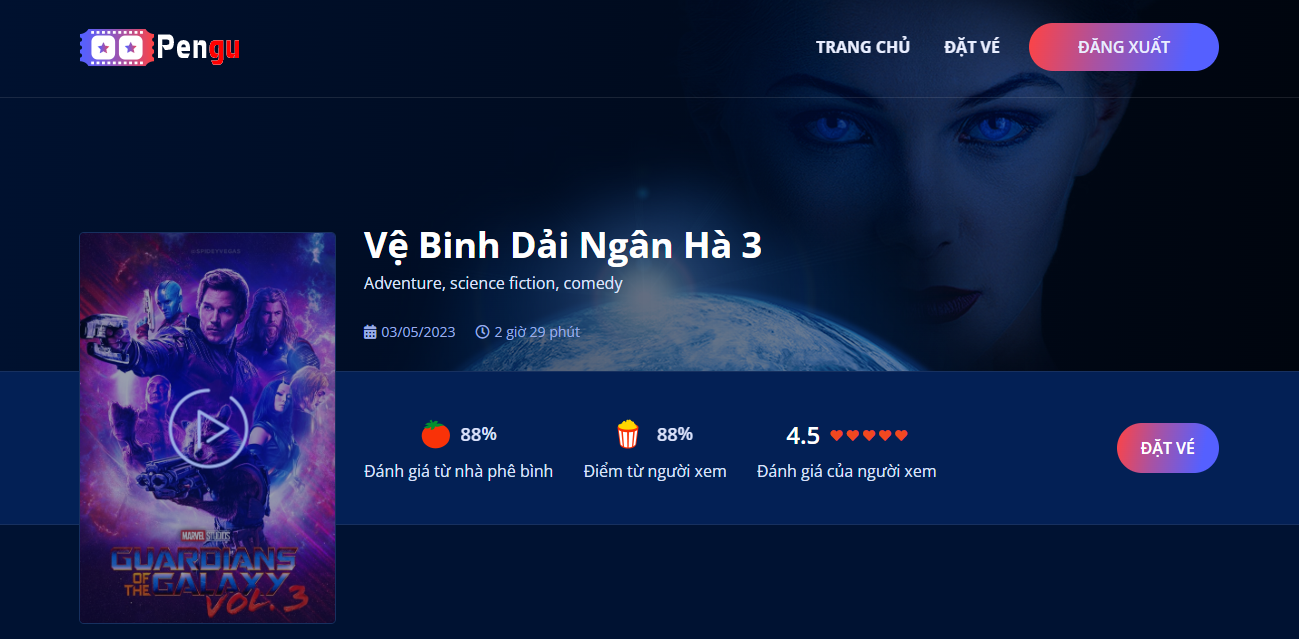 Pengu
TRANG CHỦ
ĐẶT VÉ
ĐĂNG XUẤT
Vệ Binh Dải Ngân Hà 3
Adventure, science fiction, comedy
03/05/2023
2 giờ 29 phút
88%
Đánh giá từ nhà phê bình
88%
Điểm từ người xem
4.5
Đánh giá của người xem
ĐẶT VÉ
MARVEL STUDIOS
GUARDIANS
OF THE GALAXY
VOL. 3